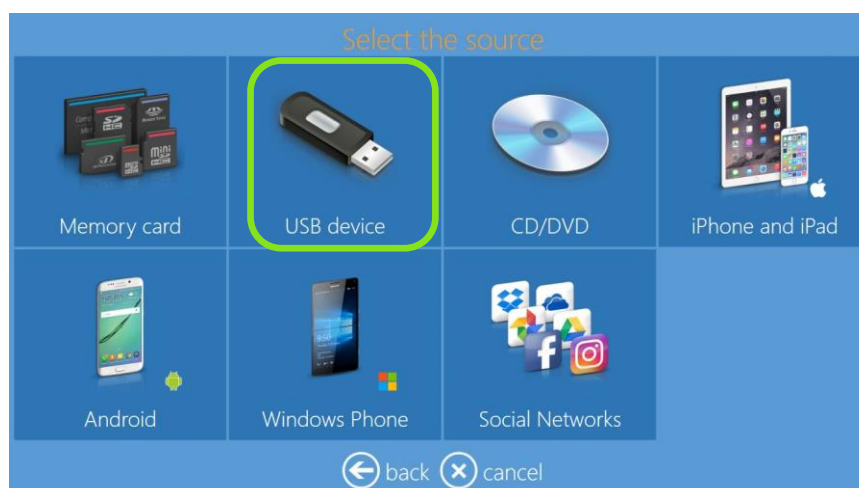 Select the source
Memory card
USB device
CD/DVD
iPhone and iPad
Android
Windows Phone
Social Networks
back cancel